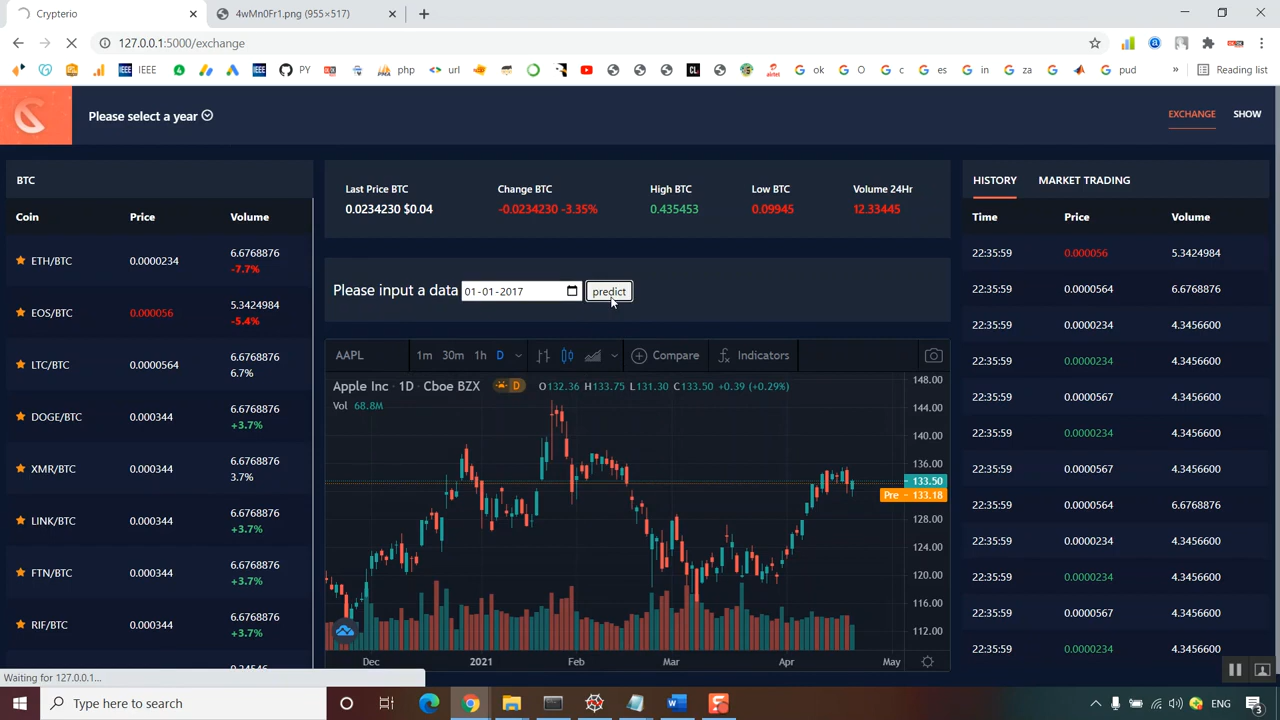 Crypterio
4wMn0Fr1.png (955×517)
127.0.0.1:5000/exchange
IEEE
PY
php
url
ok
O
c
es
in
za
pud
»
Reading list
Please select a year
EXCHANGE
SHOW
BTC
Coin Price Volume
ETH/BTC 0.0000234 6.6768876
-7.7%
EOS/BTC 0.000056 5.3424984
-5.4%
LTC/BTC 0.0000564 6.6768876
6.7%
DOGE/BTC 0.000344 6.6768876
+3.7%
XMR/BTC 0.000344 6.6768876
3.7%
LINK/BTC 0.000344 6.6768876
+3.7%
FTN/BTC 0.000344 6.6768876
+3.7%
RIF/BTC 0.000344 6.6768876
+3.7%
Last Price BTC
0.0234230 $0.04
Change BTC
-0.0234230 -3.35%
High BTC
0.435453
Low BTC
0.09945
Volume 24Hr
12.33445
Please input a data 01-01-2017 predict
AAPL 1m 30m 1h D Compare Indicators
Apple Inc · 1D · Cboe BZX D O132.36 H133.75 L131.30 C133.50 +0.39 (+0.29%)
Vol 68.8M
148.00
144.00
140.00
136.00
133.50
Pre 133.18
128.00
124.00
120.00
116.00
112.00
Dec 2021 Feb Mar Apr May
HISTORY MARKET TRADING
Time Price Volume
22:35:59 0.000056 5.3424984
22:35:59 0.0000564 6.6768876
22:35:59 0.0000234 4.3456600
22:35:59 0.0000234 4.3456600
22:35:59 0.0000567 4.3456600
22:35:59 0.0000234 4.3456600
22:35:59 0.0000567 4.3456600
22:35:59 0.0000564 6.6768876
22:35:59 0.0000234 4.3456600
22:35:59 0.0000234 4.3456600
22:35:59 0.0000567 4.3456600
22:35:59 0.0000234 4.3456600
Waiting for 127.0.0.1...
Type here to search
ENG
3